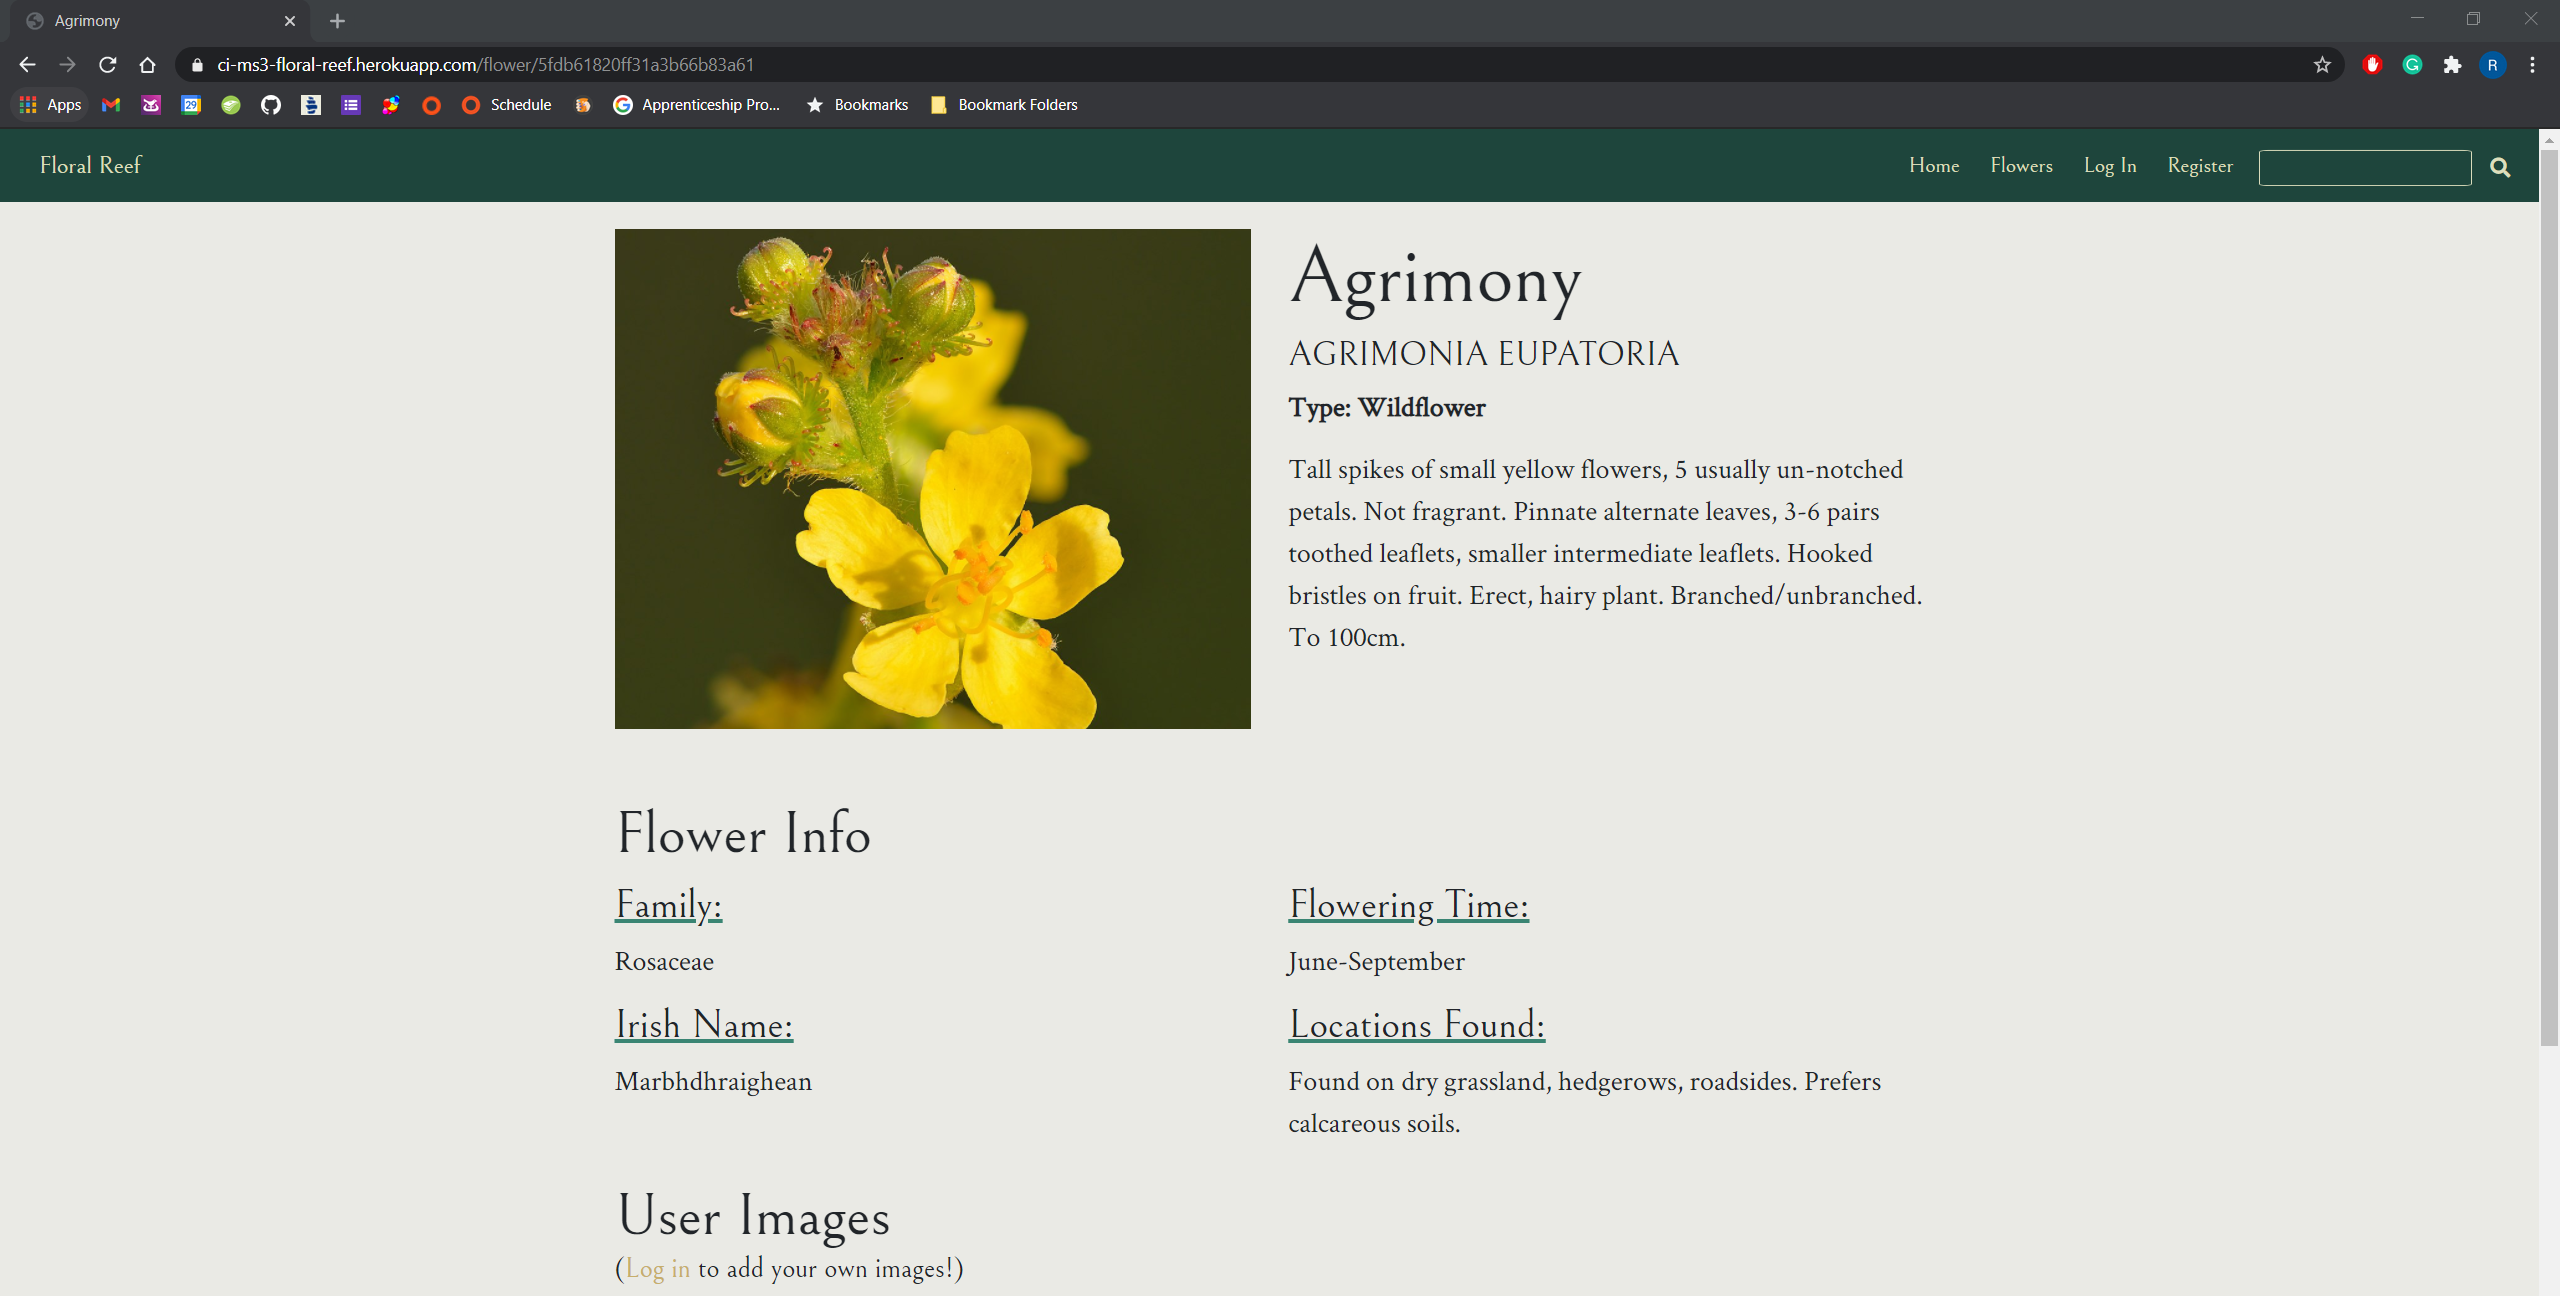 Agrimony
ci-ms3-floral-reef.herokuapp.com/flower/5fdb61820ff31a3b66b83a61
R
Apps
29
Schedule
Apprenticeship Pro...
Bookmarks
Bookmark Folders
Floral Reef
Home
Flowers
Log In
Register
Agrimony
AGRIMONIA EUPATORIA
Type: Wildflower
Tall spikes of small yellow flowers, 5 usually un-notched
petals. Not fragrant. Pinnate alternate leaves, 3-6 pairs
toothed leaflets, smaller intermediate leaflets. Hooked
bristles on fruit. Erect, hairy plant. Branched/unbranched.
To 100cm.
Flower Info
Family:
Rosaceae
Flowering Time:
June-September
Irish Name:
Marbhdhraighean
Locations Found:
Found on dry grassland, hedgerows, roadsides. Prefers
calcareous soils.
User Images
(Log in to add your own images!)